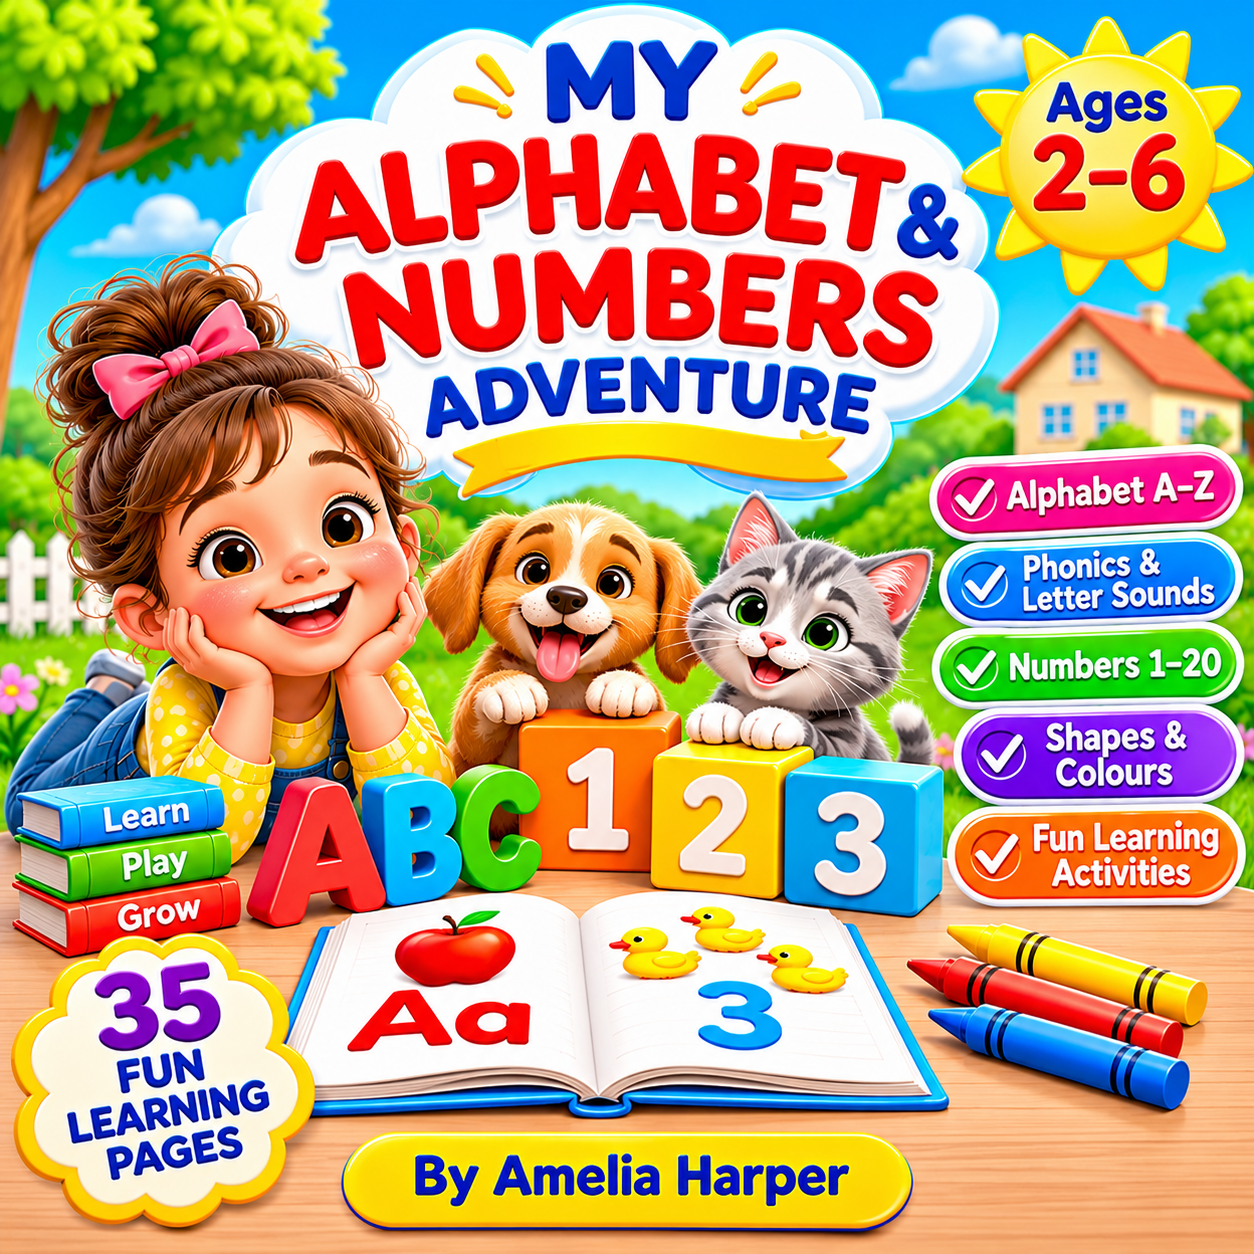 MY
ALPHABET &
NUMBERS
ADVENTURE
Ages
2–6
Alphabet A–Z
Phonics &
Letter Sounds
Numbers 1–20
Shapes &
Colours
Fun Learning
Activities
Learn
Play
Grow
ABC
1
2
3
Aa
3
35
FUN
LEARNING
PAGES
By Amelia Harper